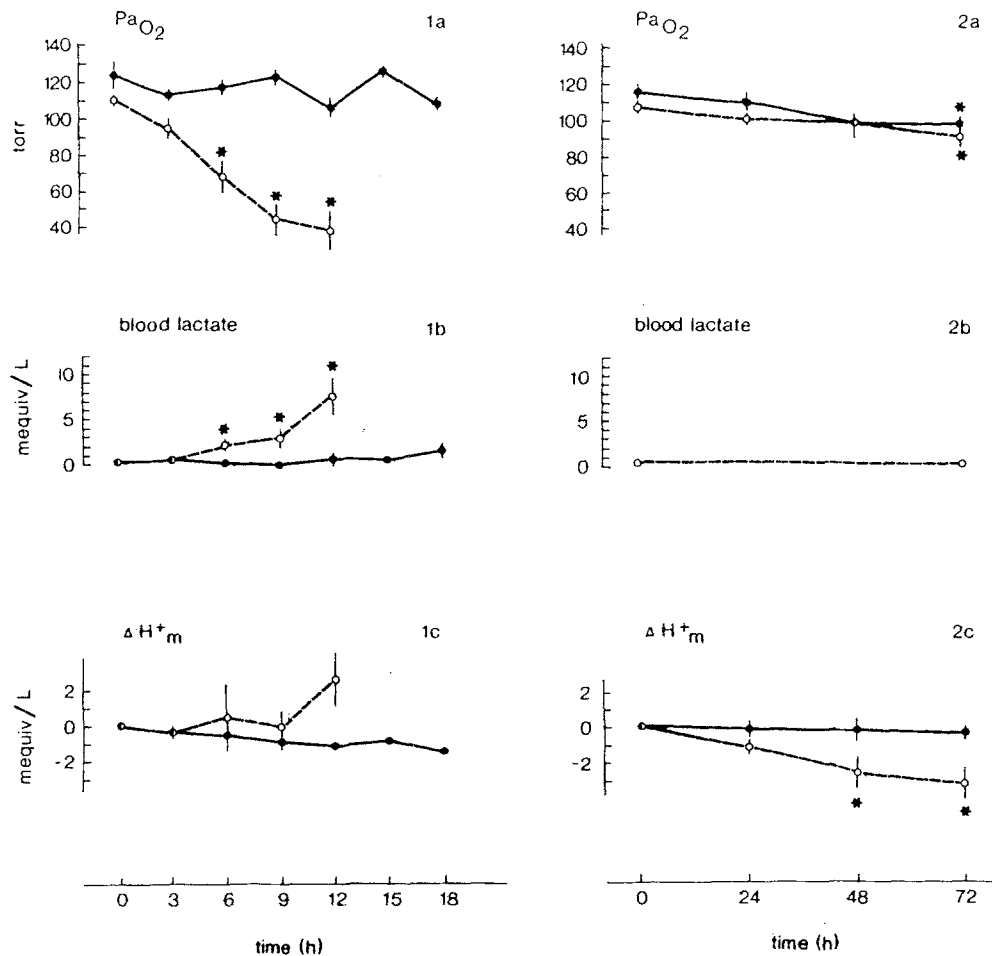 PaO2 1a
140
120
100
80
60
40
torr
* * *
PaO2 2a
140
120
100
80
60
40
*
*
blood lactate 1b
10
5
0
mequiv/L
* * *
blood lactate 2b
10
5
0
Δ H+m 1c
2
0
-2
mequiv/L
Δ H+m 2c
2
0
-2
* *
0 3 6 9 12 15 18
time (h)
0 24 48 72
time (h)